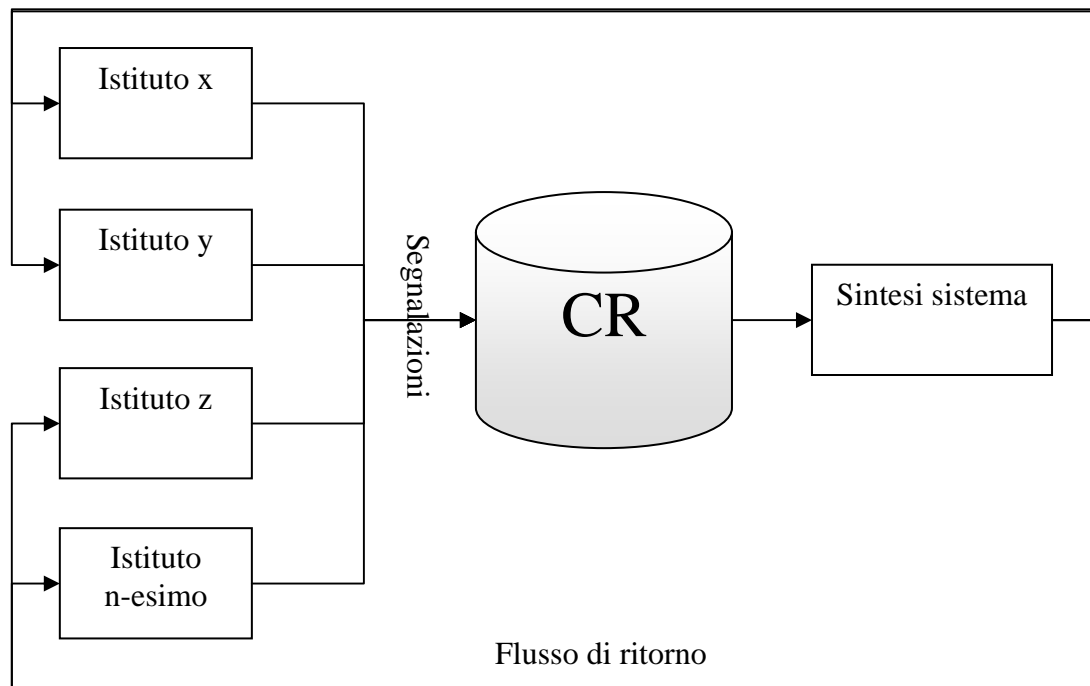 Istituto x
Istituto y
Istituto z
Istituto
n-esimo
Segnalazioni
CR
Sintesi sistema
Flusso di ritorno